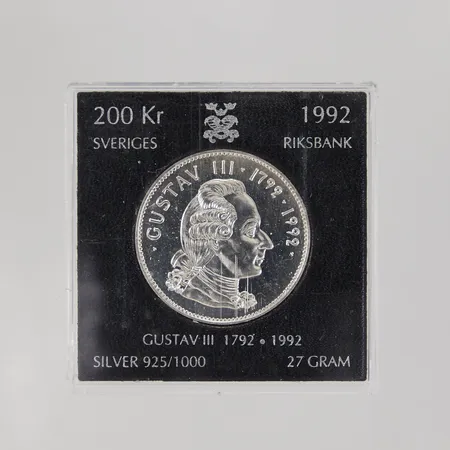 200 Kr 1992
SVERIGES RIKSBANK
GUSTAV III · 1792 · 1992 ·
GUSTAV III 1792 • 1992
SILVER 925/1000 27 GRAM